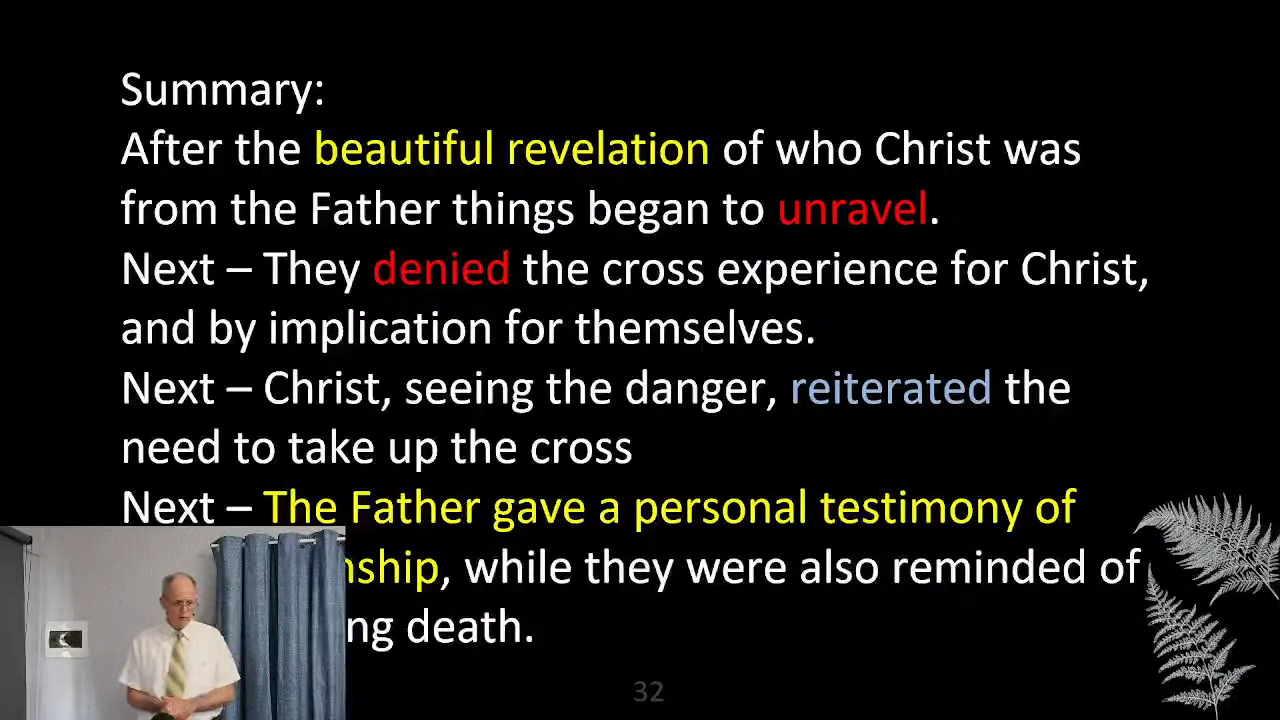 Summary:
After the beautiful revelation of who Christ was
from the Father things began to unravel.
Next – They denied the cross experience for Christ,
and by implication for themselves.
Next – Christ, seeing the danger, reiterated the
need to take up the cross
Next – The Father gave a personal testimony of
nship, while they were also reminded of
ng death.
32